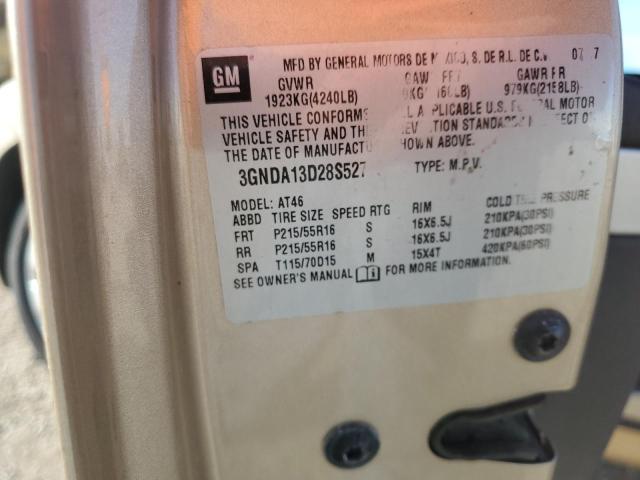 GM
MFD BY GENERAL MOTORS DE S. DE R.L. DE C.V
GVWR GAWR RR
1923KG(4240LB) 979KG(2158LB)
THIS VEHICLE CONFORMS U.S. MOTOR
VEHICLE SAFETY AND THE OF
THE DATE OF MANUFACTU SHOWN ABOVE.
3GNDA13D28S527 TYPE: M.P.V.
MODEL: AT46
ABBD TIRE SIZE SPEED RTG RIM COLD PRESSURE
FRT P215/55R16 S 16X6.5J 210KPA(30PSI)
RR P215/55R16 S 16X6.5J 210KPA(30PSI)
SPA T115/70D15 M 15X4T 420KPA(60PSI)
SEE OWNER'S MANUAL FOR MORE INFORMATION.